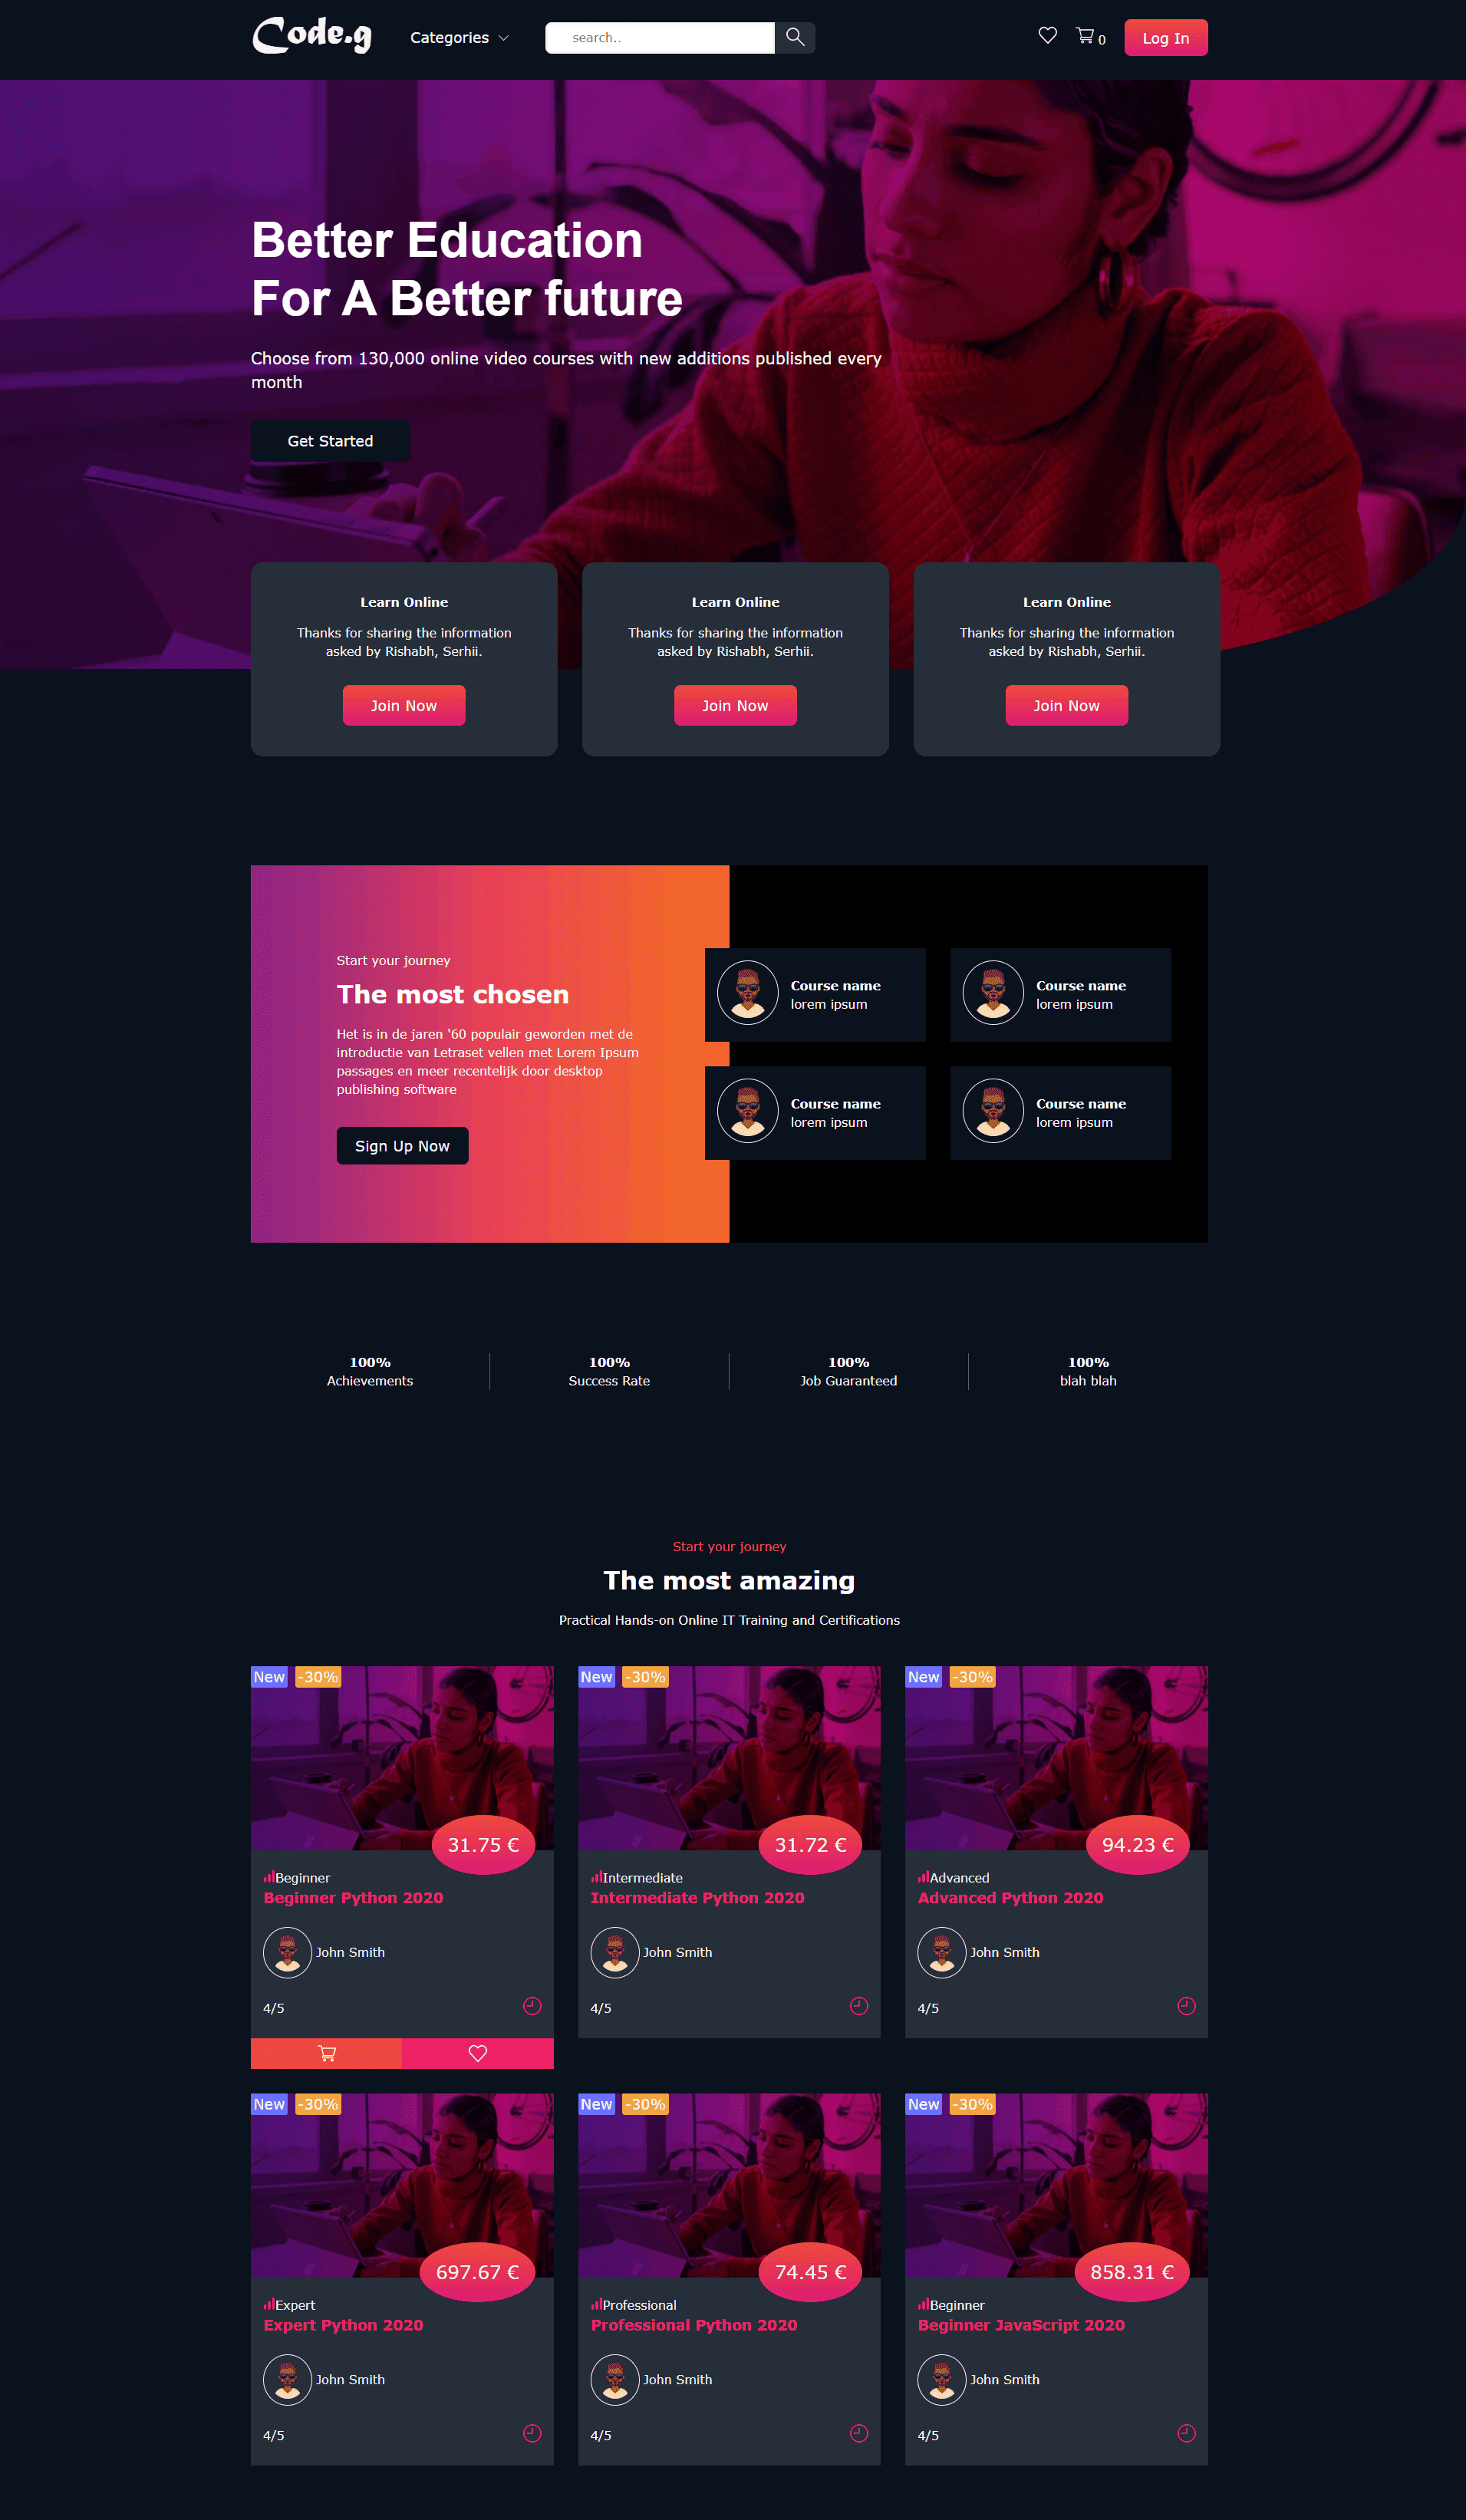 Code.g
Categories
search..
0
Log In
Better Education
For A Better future
Choose from 130,000 online video courses with new additions published every
month
Get Started
Learn Online
Thanks for sharing the information
asked by Rishabh, Serhii.
Join Now
Learn Online
Thanks for sharing the information
asked by Rishabh, Serhii.
Join Now
Learn Online
Thanks for sharing the information
asked by Rishabh, Serhii.
Join Now
Start your journey
The most chosen
Het is in de jaren '60 populair geworden met de
introductie van Letraset vellen met Lorem Ipsum
passages en meer recentelijk door desktop
publishing software
Sign Up Now
Course name
lorem ipsum
Course name
lorem ipsum
Course name
lorem ipsum
Course name
lorem ipsum
100%
Achievements
100%
Success Rate
100%
Job Guaranteed
100%
blah blah
Start your journey
The most amazing
Practical Hands-on Online IT Training and Certifications
New -30%
31.75 €
Beginner
Beginner Python 2020
John Smith
4/5
New -30%
31.72 €
Intermediate
Intermediate Python 2020
John Smith
4/5
New -30%
94.23 €
Advanced
Advanced Python 2020
John Smith
4/5
New -30%
697.67 €
Expert
Expert Python 2020
John Smith
4/5
New -30%
74.45 €
Professional
Professional Python 2020
John Smith
4/5
New -30%
858.31 €
Beginner
Beginner JavaScript 2020
John Smith
4/5